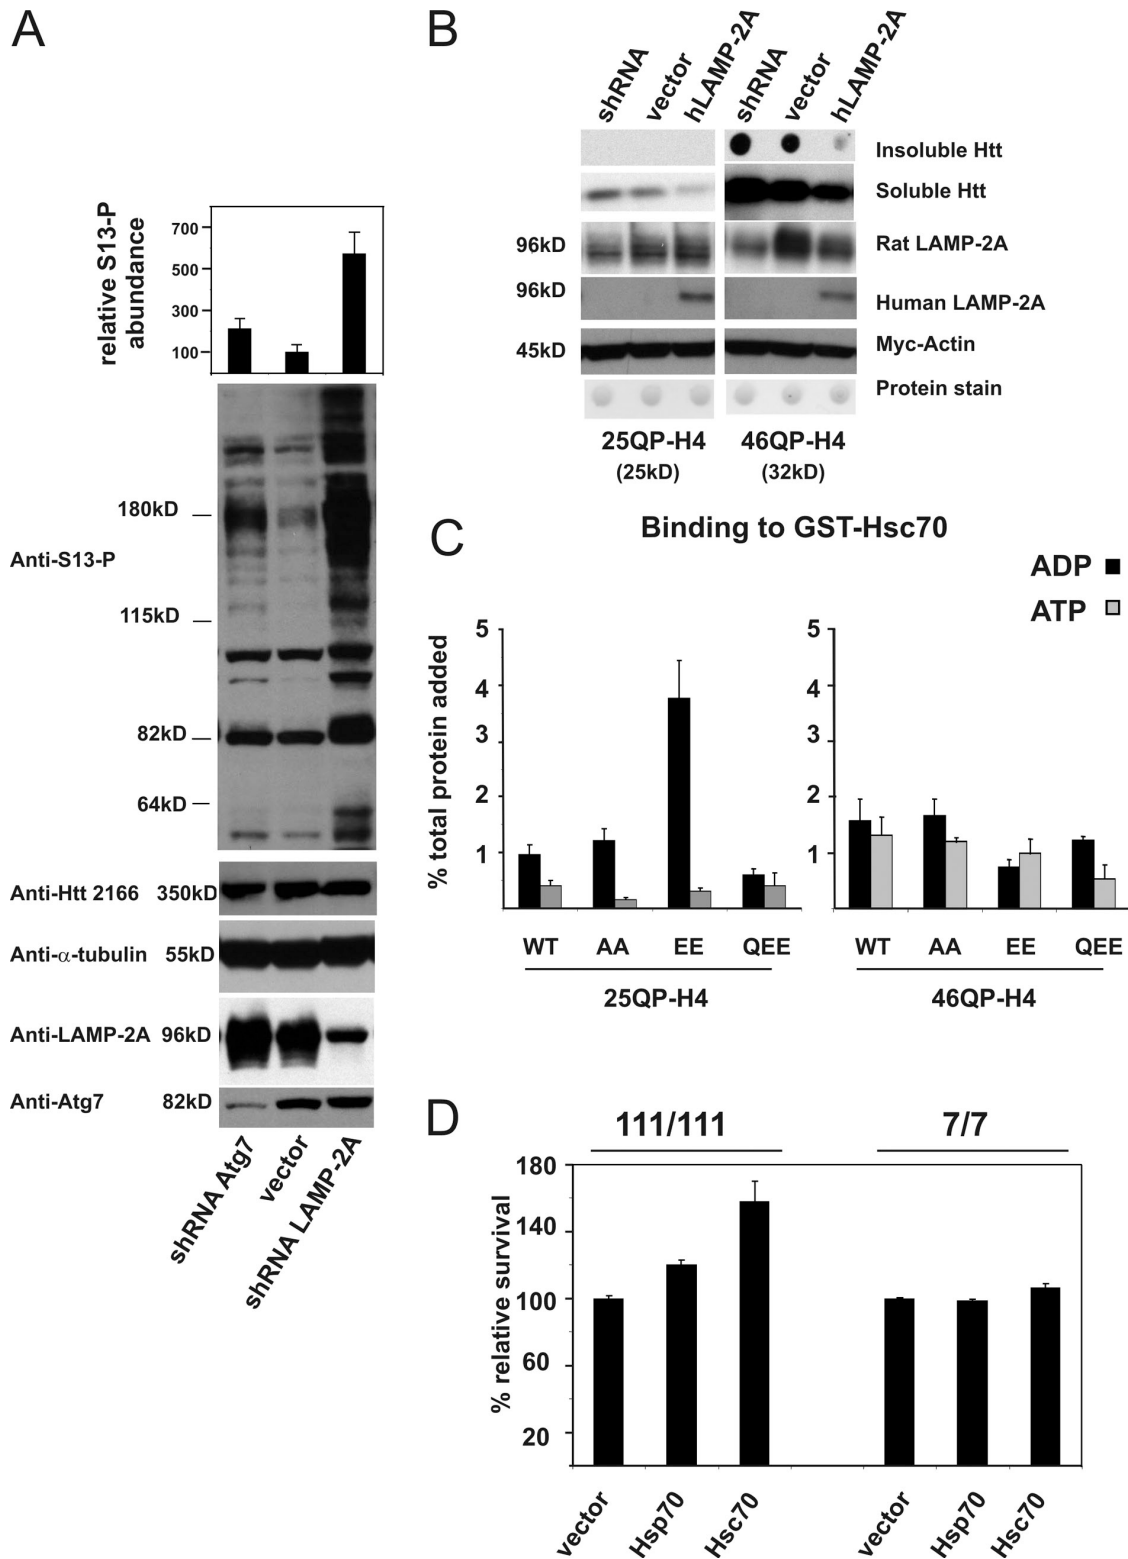 A
relative S13-P
abundance
700
500
300
100
Anti-S13-P
180kD
115kD
82kD
64kD
Anti-Htt 2166 350kD
Anti-α-tubulin 55kD
Anti-LAMP-2A 96kD
Anti-Atg7 82kD
shRNA Atg7
vector
shRNA LAMP-2A
B
shRNA
vector
hLAMP-2A
shRNA
vector
hLAMP-2A
Insoluble Htt
Soluble Htt
96kD Rat LAMP-2A
96kD Human LAMP-2A
45kD Myc-Actin
Protein stain
25QP-H4 46QP-H4
(25kD) (32kD)
C
Binding to GST-Hsc70
ADP
ATP
% total protein added
5
4
3
2
1
WT AA EE QEE
25QP-H4
5
4
3
2
1
WT AA EE QEE
46QP-H4
D
111/111 7/7
% relative survival
180
140
100
60
20
vector
Hsp70
Hsc70
vector
Hsp70
Hsc70